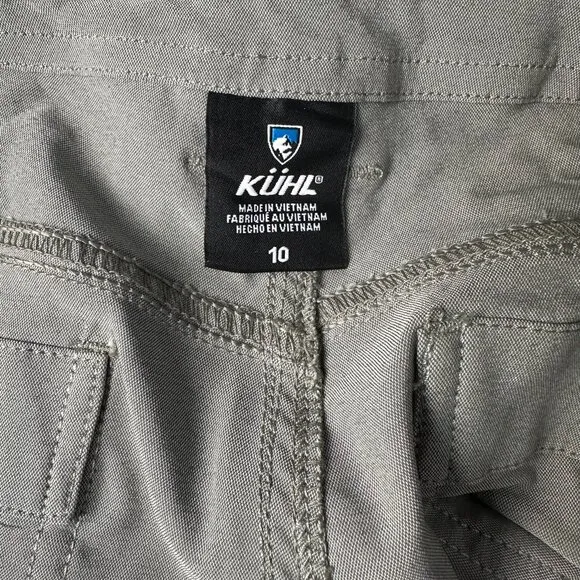 KÜHL®
MADE IN VIETNAM
FABRIQUÉ AU VIETNAM
HECHO EN VIETNAM
10